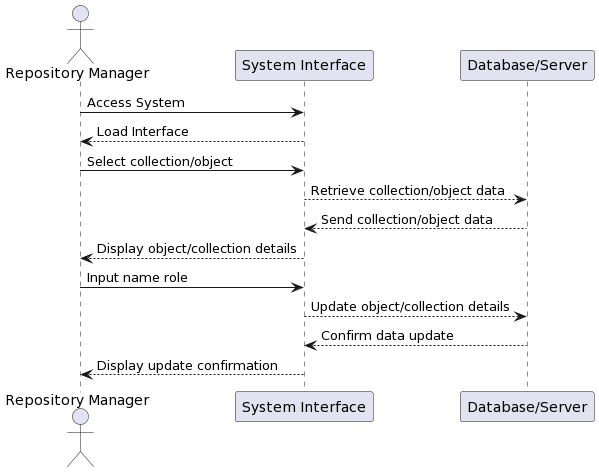 Repository Manager
System Interface
Database/Server
Access System
Load Interface
Select collection/object
Retrieve collection/object data
Send collection/object data
Display object/collection details
Input name role
Update object/collection details
Confirm data update
Display update confirmation
Repository Manager
System Interface
Database/Server